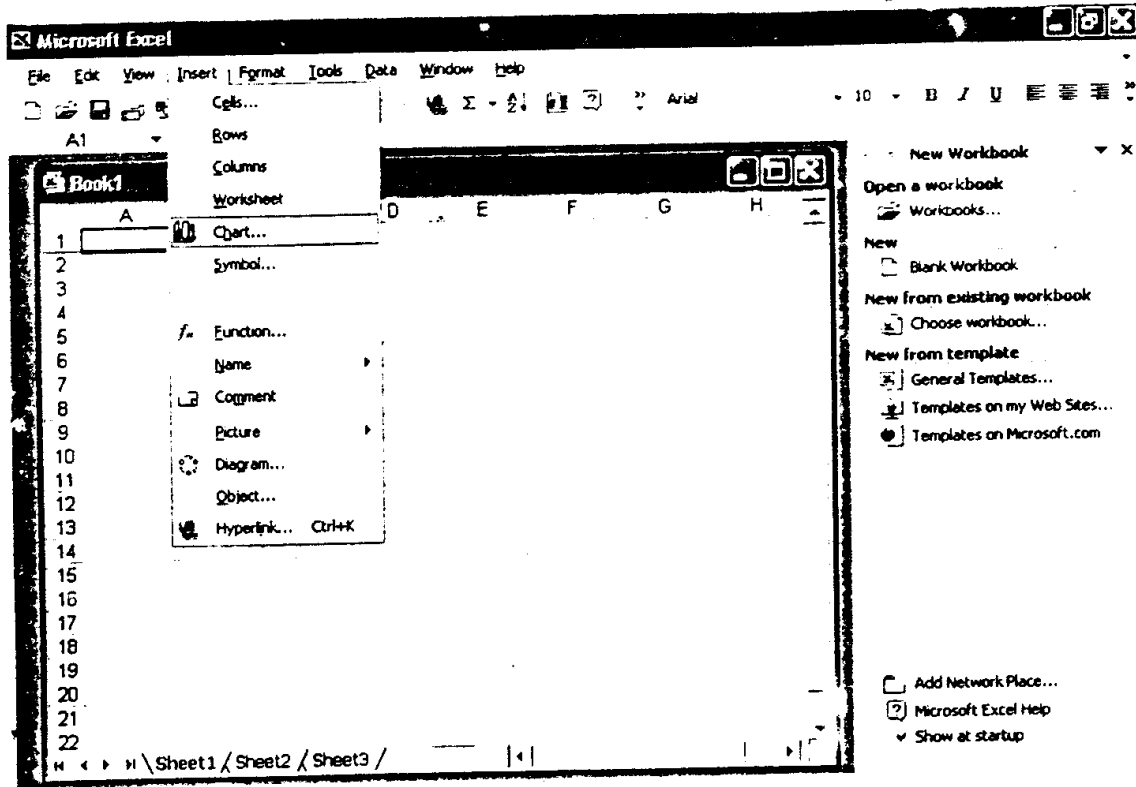 Microsoft Excel
File Edit View Insert Format Tools Data Window Help
Arial 10 B I U
A1
Cells...
Rows
Columns
Worksheet
Chart...
Symbol...
Function...
Name
Comment
Picture
Diagram...
Object...
Hyperlink... Ctrl+K
Book1
A D E F G H
1
2
3
4
5
6
7
8
9
10
11
12
13
14
15
16
17
18
19
20
21
22
Sheet1 Sheet2 Sheet3
New Workbook
Open a workbook
Workbooks...
New
Blank Workbook
New from existing workbook
Choose workbook...
New from template
General Templates...
Templates on my Web Sites...
Templates on Microsoft.com
Add Network Place...
Microsoft Excel Help
Show at startup